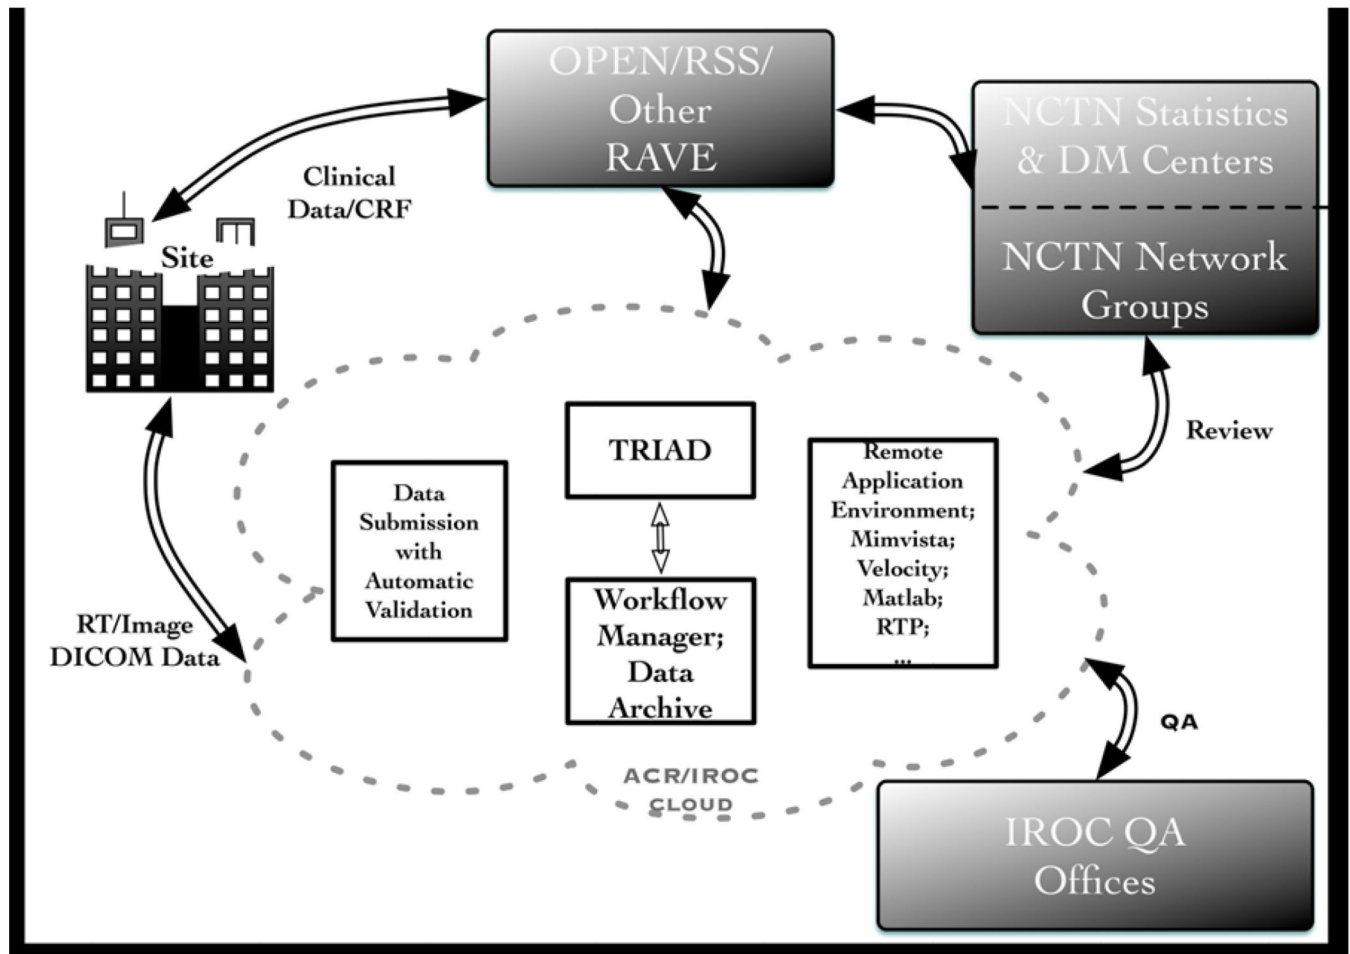 OPEN/RSS/
Other
RAVE
NCTN Statistics
& DM Centers
NCTN Network
Groups
Clinical
Data/CRF
Site
Review
TRIAD
Data
Submission
with
Automatic
Validation
Remote
Application
Environment;
Mimvista;
Velocity;
Matlab;
RTP;
...
Workflow
Manager;
Data
Archive
RT/Image
DICOM Data
QA
ACR/IROC
CLOUD
IROC QA
Offices